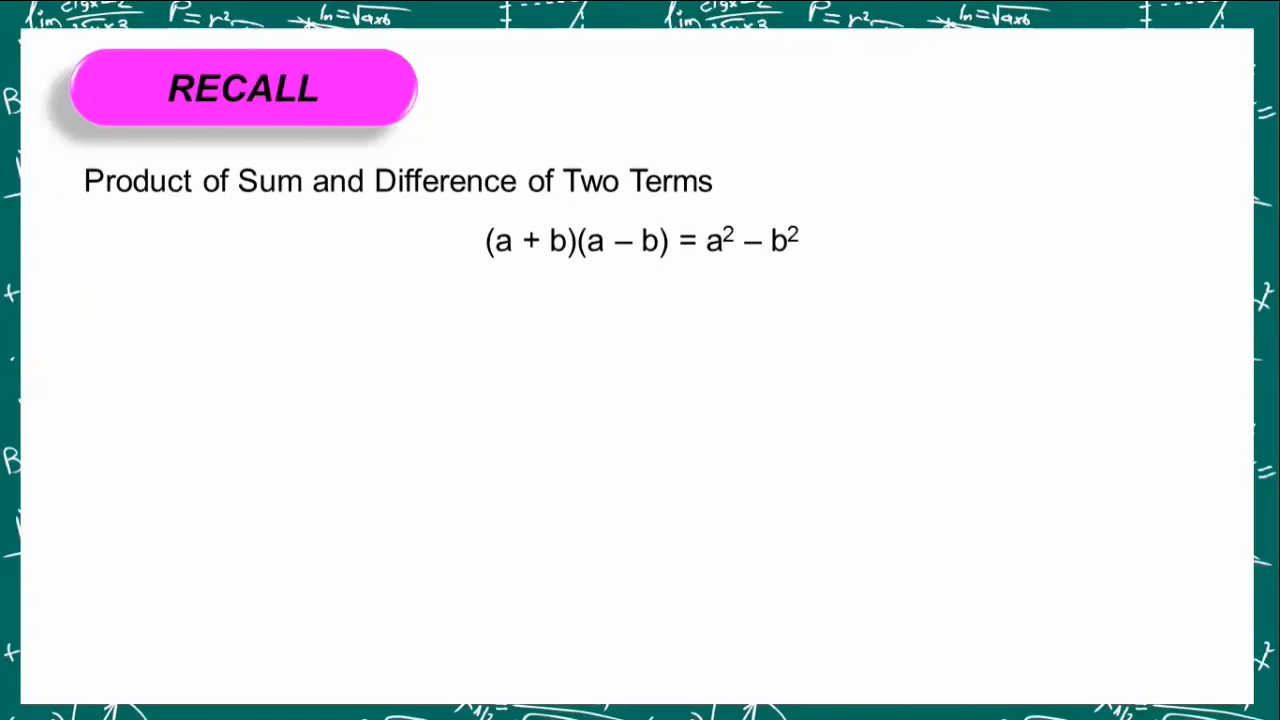 RECALL
Product of Sum and Difference of Two Terms
(a + b)(a – b) = a² – b²